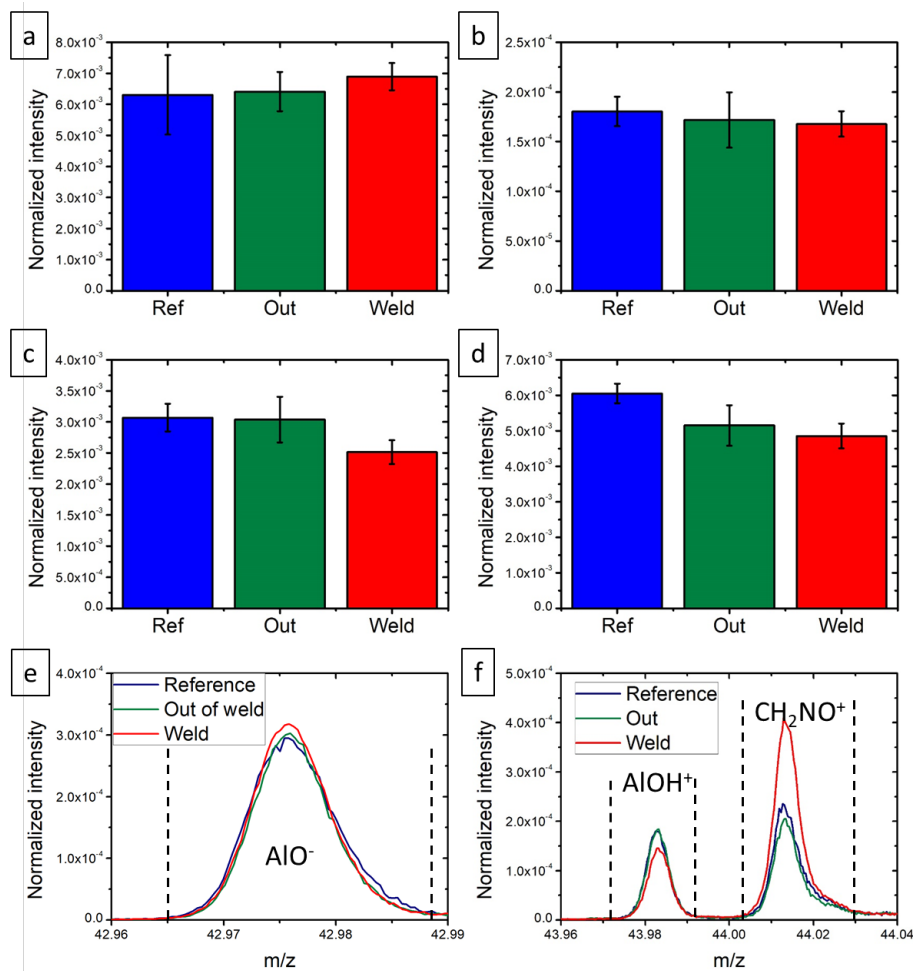 a
Normalized intensity
8.0x10⁻³
7.0x10⁻³
6.0x10⁻³
5.0x10⁻³
4.0x10⁻³
3.0x10⁻³
2.0x10⁻³
1.0x10⁻³
0.0
Ref Out Weld
b
Normalized intensity
2.5x10⁻⁴
2.0x10⁻⁴
1.5x10⁻⁴
1.0x10⁻⁴
5.0x10⁻⁵
0.0
Ref Out Weld
c
Normalized intensity
4.0x10⁻³
3.5x10⁻³
3.0x10⁻³
2.5x10⁻³
2.0x10⁻³
1.5x10⁻³
1.0x10⁻³
5.0x10⁻⁴
0.0
Ref Out Weld
d
Normalized intensity
7.0x10⁻³
6.0x10⁻³
5.0x10⁻³
4.0x10⁻³
3.0x10⁻³
2.0x10⁻³
1.0x10⁻³
0.0
Ref Out Weld
e
Normalized intensity
4.0x10⁻⁴
3.0x10⁻⁴
2.0x10⁻⁴
1.0x10⁻⁴
0.0
Reference
Out of weld
Weld
AlO⁻
42.96 42.97 42.98 42.99
m/z
f
Normalized intensity
5.0x10⁻⁴
4.0x10⁻⁴
3.0x10⁻⁴
2.0x10⁻⁴
1.0x10⁻⁴
0.0
Reference
Out
Weld
CH₂NO⁺
AlOH⁺
43.96 43.98 44.00 44.02 44.04
m/z